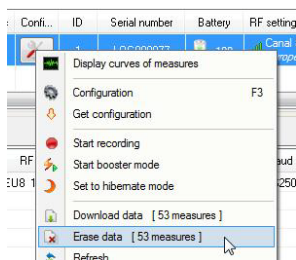 Confi... ID Serial number Battery RF setting
Canal
Display curves of measures
Configuration F3
Get configuration
Start recording
RF Start booster mode
EU8 1 Set to hibernate mode
Download data [ 53 measures ]
Erase data [ 53 measures ]
Refresh